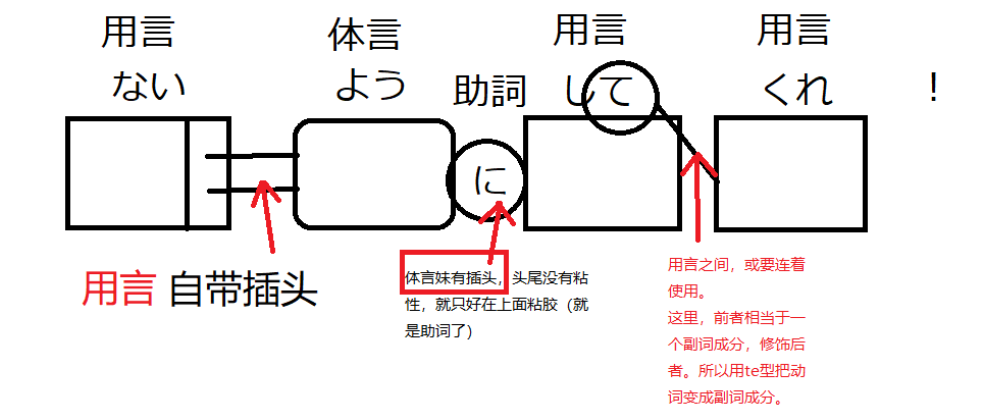 用言 体言 用言 用言
ない よう 助詞 して くれ !
に
用言 自带插头
体言妹有插头，头尾没有粘
性，就只好在上面粘胶（就
是助词了）
用言之间，或要连着
使用。
这里，前者相当于一
个副词成分，修饰后
者。所以用te型把动
词变成副词成分。